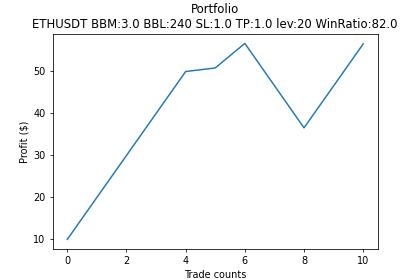 Portfolio
ETHUSDT BBM:3.0 BBL:240 SL:1.0 TP:1.0 lev:20 WinRatio:82.0
50
40
30
20
10
Profit ($)
0 2 4 6 8 10
Trade counts